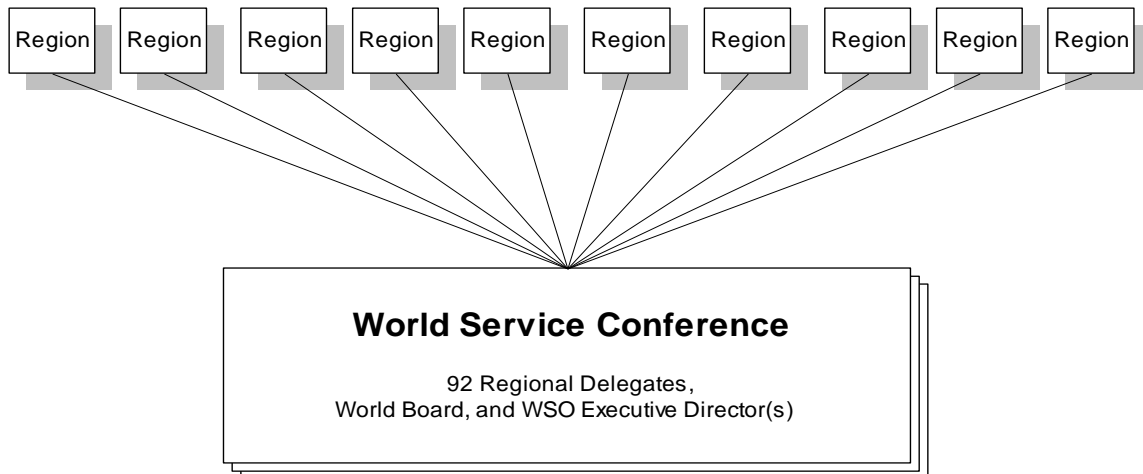 Region Region Region Region Region Region Region Region Region Region
World Service Conference
92 Regional Delegates,
World Board, and WSO Executive Director(s)